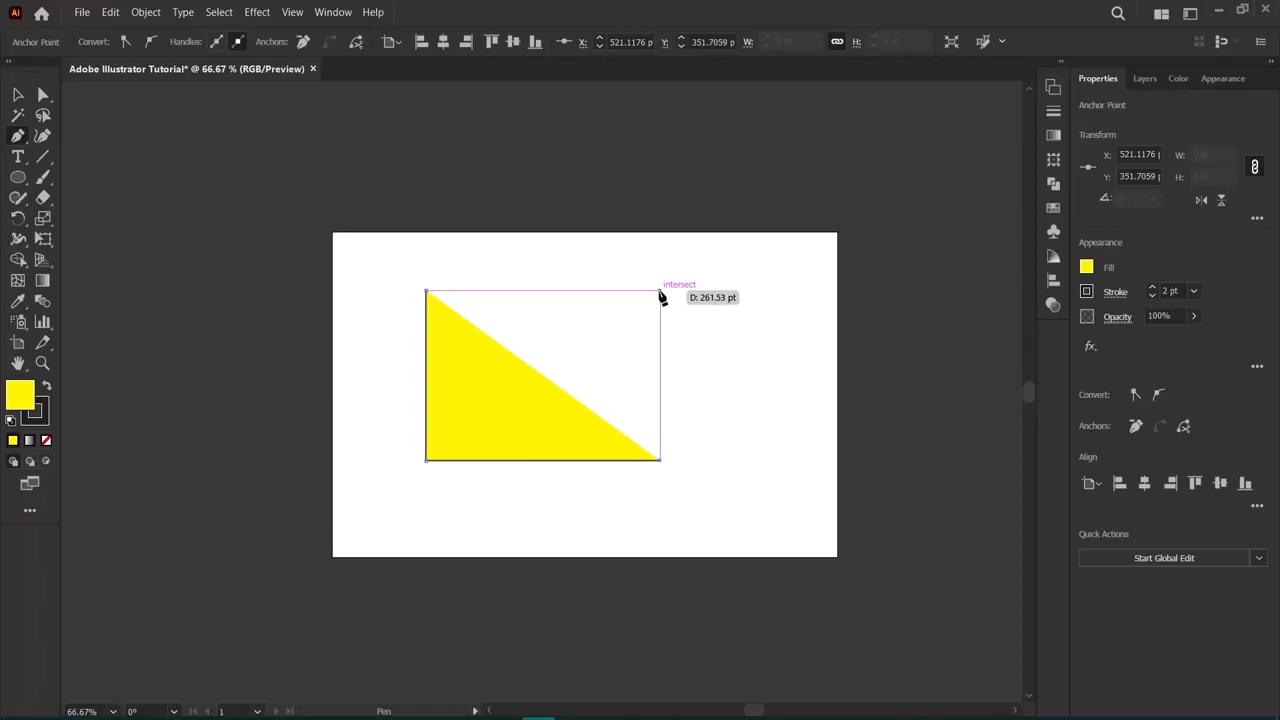 Ai File Edit Object Type Select Effect View Window Help
Anchor Point Convert: Handles: Anchors: X: 521.1176 p Y: 351.7059 p W: H:
Adobe Illustrator Tutorial* @ 66.67 % (RGB/Preview) ×
Properties Layers Color Appearance
Anchor Point
Transform
X: 521.1176 p W:
Y: 351.7059 p H:
Appearance
Fill
Stroke 2 pt
Opacity 100%
fx.
Convert:
Anchors:
Align
Quick Actions
Start Global Edit
intersect
D: 261.53 pt
T
66.67% 0° 1 Pen